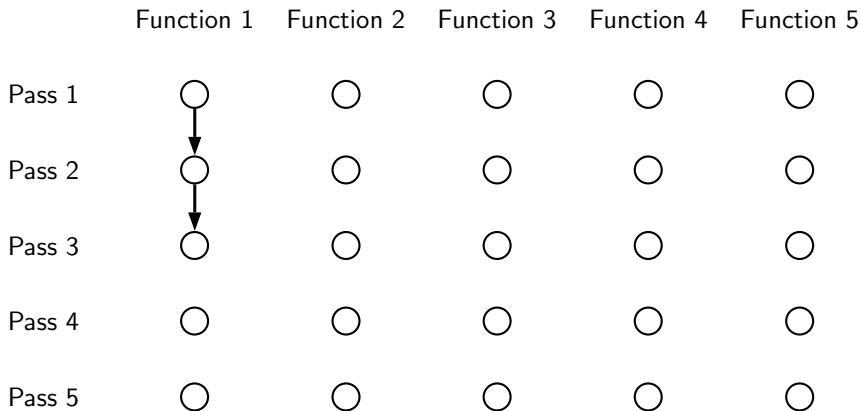 Function 1 Function 2 Function 3 Function 4 Function 5
Pass 1
Pass 2
Pass 3
Pass 4
Pass 5